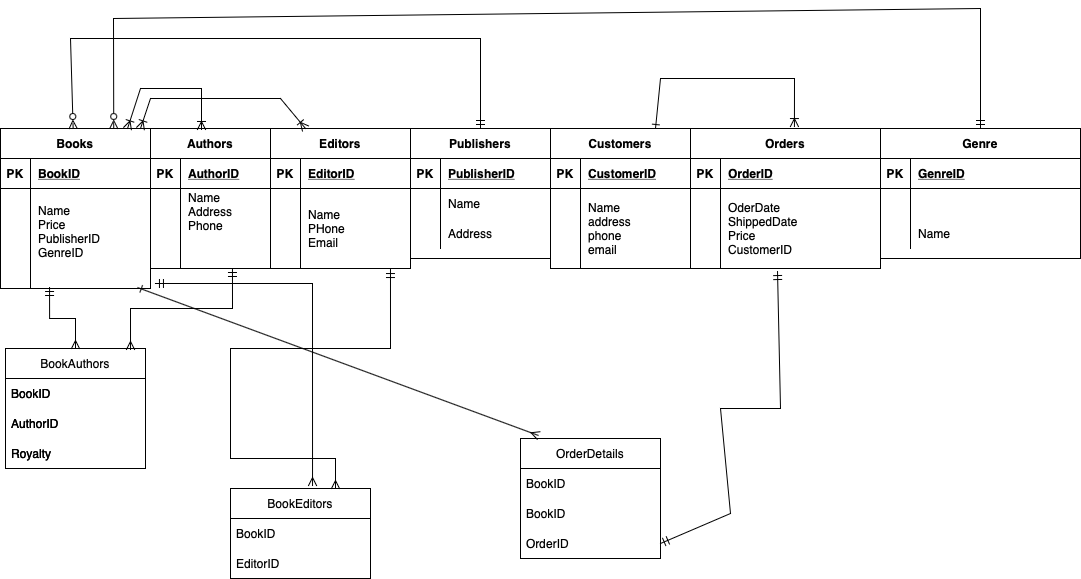 Books
Authors
Editors
Publishers
Customers
Orders
Genre
PK
BookID
PK
AuthorID
PK
EditorID
PK
PublisherID
PK
CustomerID
PK
OrderID
PK
GenreID
Name
Price
PublisherID
GenreID
Name
Address
Phone
Name
PHone
Email
Name
Address
Name
address
phone
email
OderDate
ShippedDate
Price
CustomerID
Name
BookAuthors
BookID
AuthorID
Royalty
BookEditors
BookID
EditorID
OrderDetails
BookID
BookID
OrderID